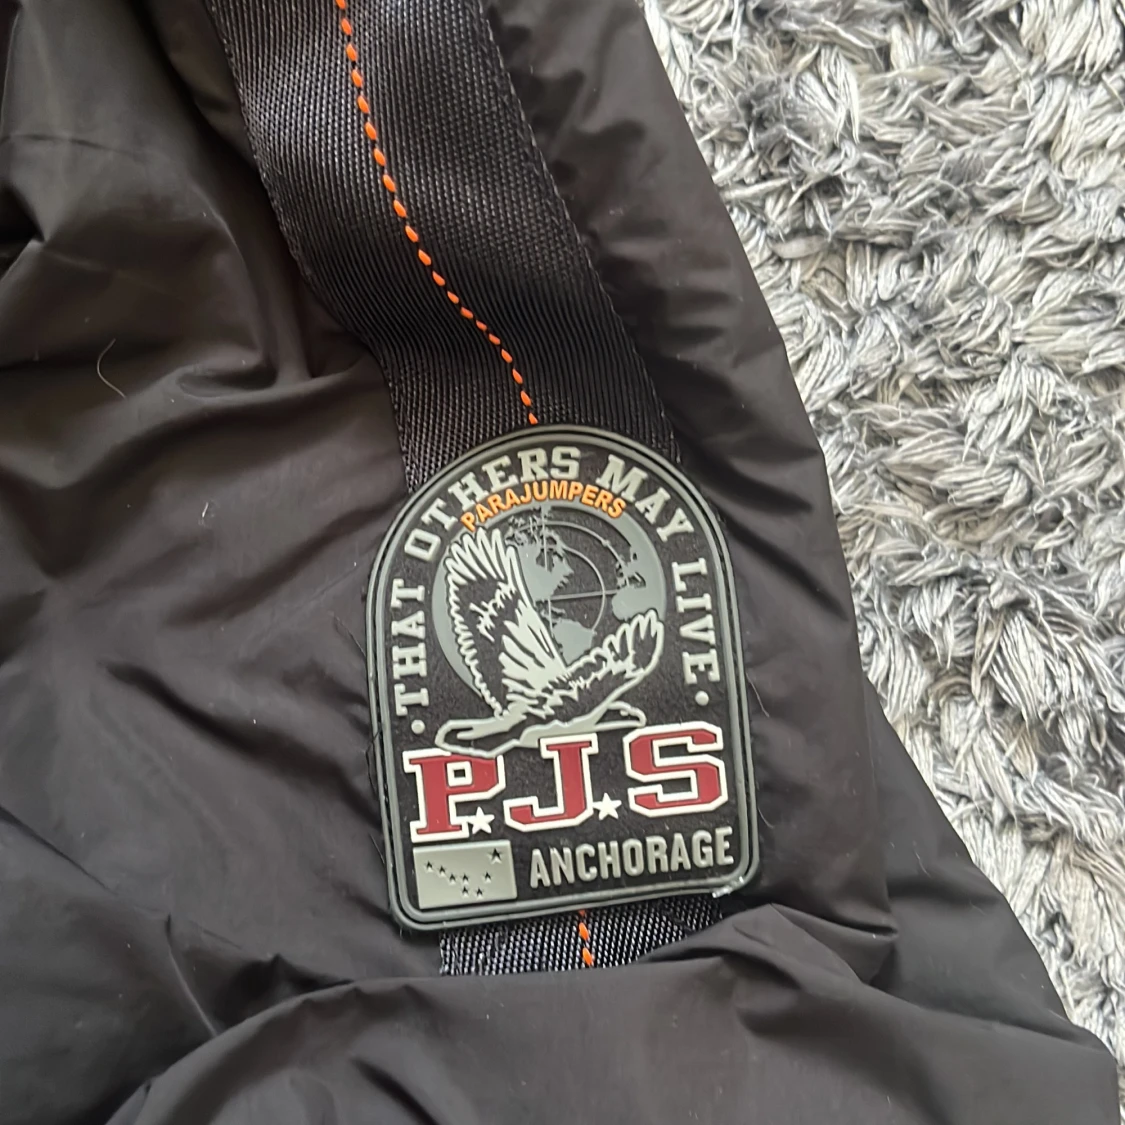 THAT OTHERS MAY LIVE
PARAJUMPERS
P.J.S
ANCHORAGE